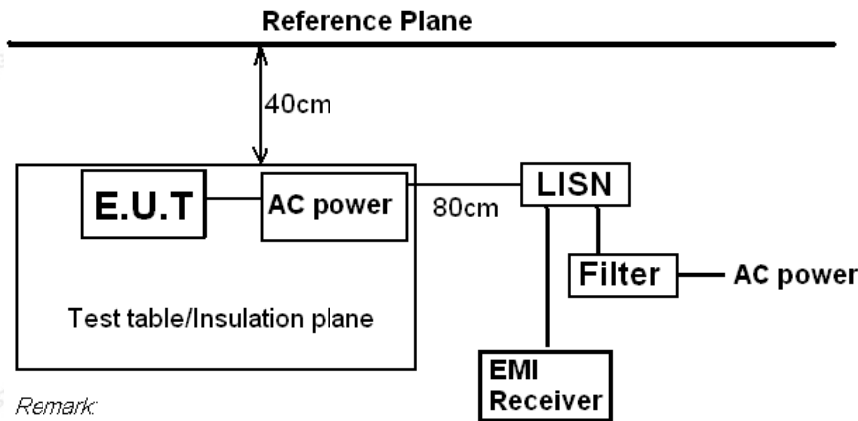 Reference Plane
40cm
E.U.T
AC power
80cm
LISN
Filter
AC power
Test table/Insulation plane
EMI
Receiver
Remark: